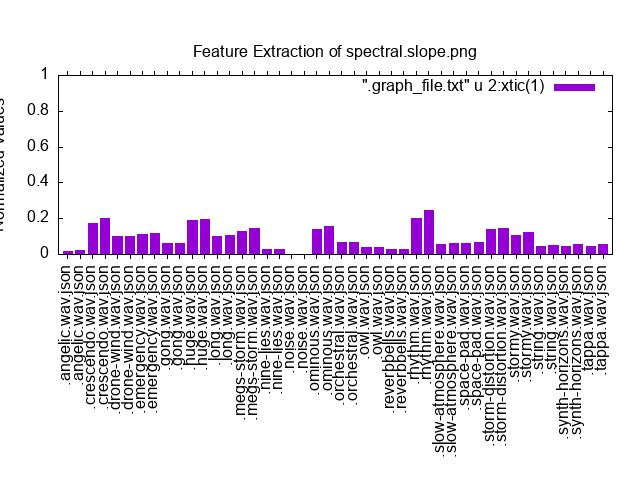 Feature Extraction of spectral.slope.png
Normalized Values
1
0.8
0.6
0.4
0.2
0
".graph_file.txt" u 2:xtic(1)
.angelic.wav.json
.angelic.wav.json
.crescendo.wav.json
.crescendo.wav.json
.drone-wind.wav.json
.drone-wind.wav.json
.emergency.wav.json
.emergency.wav.json
.gong.wav.json
.gong.wav.json
.huge.wav.json
.huge.wav.json
.long.wav.json
.long.wav.json
.megs-storm.wav.json
.megs-storm.wav.json
.nine-lies.wav.json
.nine-lies.wav.json
.noise.wav.json
.noise.wav.json
.ominous.wav.json
.ominous.wav.json
.orchestral.wav.json
.orchestral.wav.json
.owl.wav.json
.owl.wav.json
.reverbbells.wav.json
.reverbbells.wav.json
.rhythm.wav.json
.rhythm.wav.json
.slow-atmosphere.wav.json
.slow-atmosphere.wav.json
.space-pad.wav.json
.space-pad.wav.json
.storm-distortion.wav.json
.storm-distortion.wav.json
.stormy.wav.json
.stormy.wav.json
.string.wav.json
.string.wav.json
.synth-horizons.wav.json
.synth-horizons.wav.json
.tappa.wav.json
.tappa.wav.json